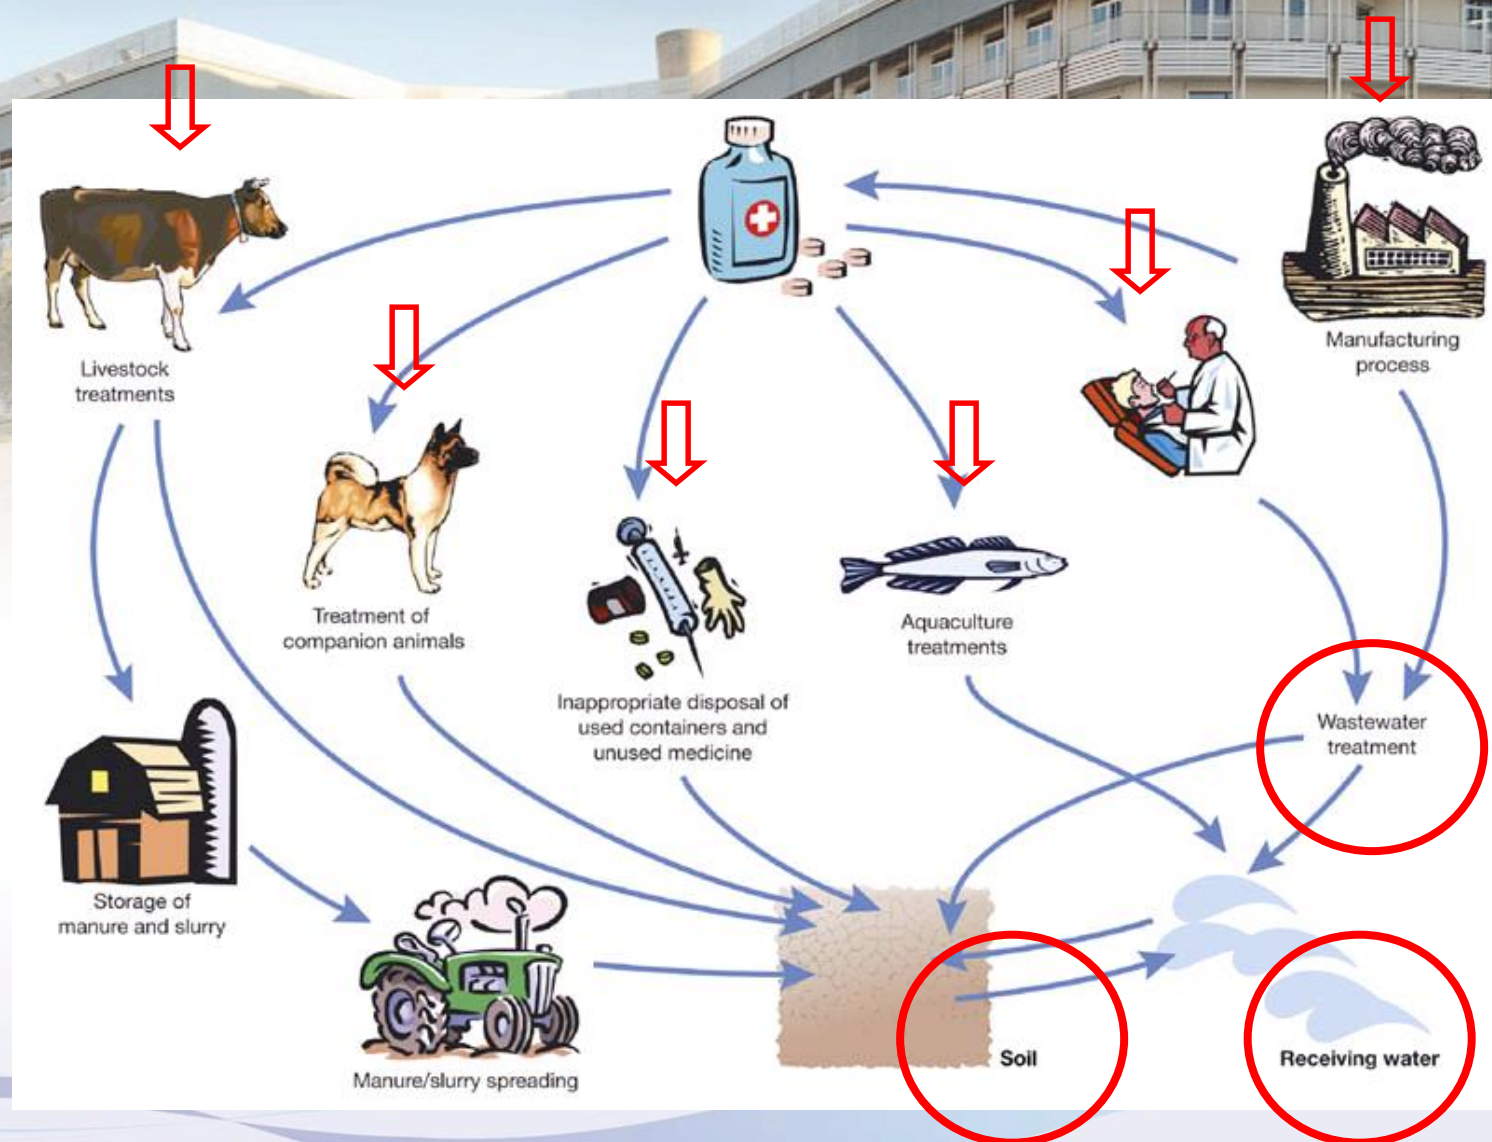 Manufacturing
process
Livestock
treatments
Treatment of
companion animals
Aquaculture
treatments
Inappropriate disposal of
used containers and
unused medicine
Wastewater
treatment
Storage of
manure and slurry
Manure/slurry spreading
Soil
Receiving water